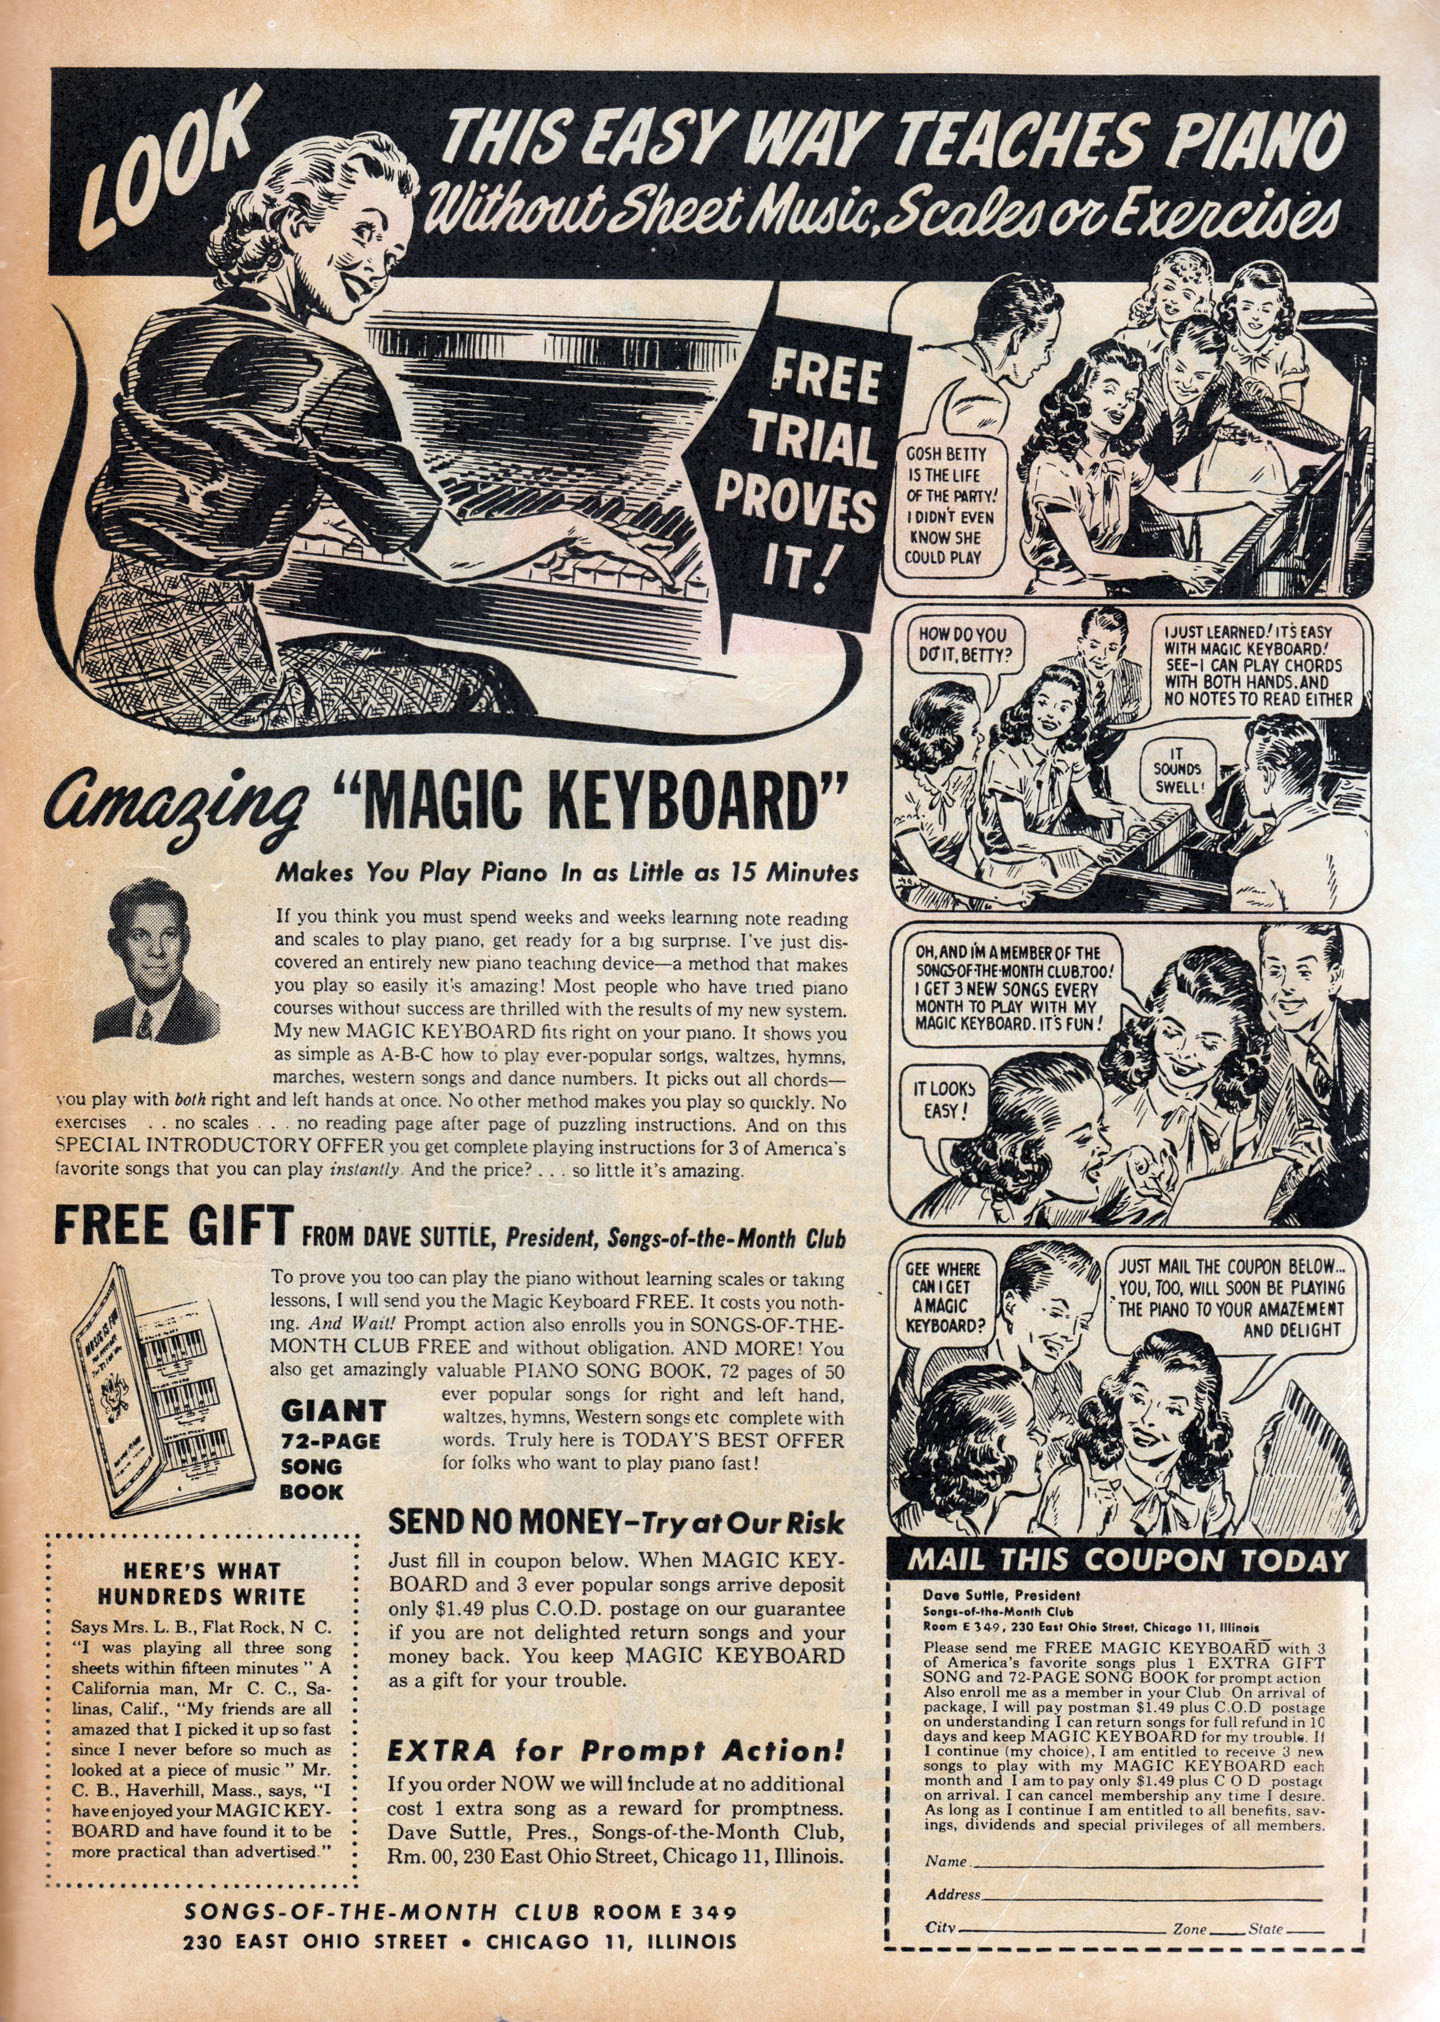 LOOK
THIS EASY WAY TEACHES PIANO
Without Sheet Music, Scales or Exercises
FREE
TRIAL
PROVES
IT!
GOSH BETTY
IS THE LIFE
OF THE PARTY!
I DIDN'T EVEN
KNOW SHE
COULD PLAY
HOW DO YOU
DO IT, BETTY?
I JUST LEARNED! IT'S EASY
WITH MAGIC KEYBOARD!
SEE-I CAN PLAY CHORDS
WITH BOTH HANDS. AND
NO NOTES TO READ EITHER
IT
SOUNDS
SWELL!
OH, AND I'M A MEMBER OF THE
SONGS-OF-THE-MONTH CLUB, TOO!
I GET 3 NEW SONGS EVERY
MONTH TO PLAY WITH MY
MAGIC KEYBOARD. IT'S FUN!
IT LOOKS
EASY!
GEE WHERE
CAN I GET
A MAGIC
KEYBOARD?
JUST MAIL THE COUPON BELOW...
YOU, TOO, WILL SOON BE PLAYING
THE PIANO TO YOUR AMAZEMENT
AND DELIGHT
Amazing "MAGIC KEYBOARD"
Makes You Play Piano In as Little as 15 Minutes
If you think you must spend weeks and weeks learning note reading
and scales to play piano, get ready for a big surprise. I've just dis-
covered an entirely new piano teaching device—a method that makes
you play so easily it's amazing! Most people who have tried piano
courses without success are thrilled with the results of my new system.
My new MAGIC KEYBOARD fits right on your piano. It shows you
as simple as A-B-C how to play ever-popular songs, waltzes, hymns,
marches, western songs and dance numbers. It picks out all chords—
you play with both right and left hands at once. No other method makes you play so quickly. No
exercises . . no scales . . . no reading page after page of puzzling instructions. And on this
SPECIAL INTRODUCTORY OFFER you get complete playing instructions for 3 of America's
favorite songs that you can play instantly. And the price? . . . so little it's amazing.
FREE GIFT FROM DAVE SUTTLE, President, Songs-of-the-Month Club
To prove you too can play the piano without learning scales or taking
lessons, I will send you the Magic Keyboard FREE. It costs you noth-
ing. And Wait! Prompt action also enrolls you in SONGS-OF-THE-
MONTH CLUB FREE and without obligation. AND MORE! You
also get amazingly valuable PIANO SONG BOOK, 72 pages of 50
ever popular songs for right and left hand,
waltzes, hymns, Western songs etc complete with
words. Truly here is TODAY'S BEST OFFER
for folks who want to play piano fast!
GIANT
72-PAGE
SONG
BOOK
SEND NO MONEY-Try at Our Risk
Just fill in coupon below. When MAGIC KEY-
BOARD and 3 ever popular songs arrive deposit
only $1.49 plus C.O.D. postage on our guarantee
if you are not delighted return songs and your
money back. You keep MAGIC KEYBOARD
as a gift for your trouble.
EXTRA for Prompt Action!
If you order NOW we will include at no additional
cost 1 extra song as a reward for promptness.
Dave Suttle, Pres., Songs-of-the-Month Club,
Rm. 00, 230 East Ohio Street, Chicago 11, Illinois.
HERE'S WHAT
HUNDREDS WRITE
Says Mrs. L. B., Flat Rock, N C.
"I was playing all three song
sheets within fifteen minutes " A
California man, Mr C. C., Sa-
linas, Calif., "My friends are all
amazed that I picked it up so fast
since I never before so much as
looked at a piece of music " Mr.
C. B., Haverhill, Mass., says, "I
have enjoyed your MAGIC KEY-
BOARD and have found it to be
more practical than advertised."
SONGS-OF-THE-MONTH CLUB ROOM E 349
230 EAST OHIO STREET • CHICAGO 11, ILLINOIS
MAIL THIS COUPON TODAY
Dave Suttle, President
Songs-of-the-Month Club
Room E 349, 230 East Ohio Street, Chicago 11, Illinois
Please send me FREE MAGIC KEYBOARD with 3
of America's favorite songs plus 1 EXTRA GIFT
SONG and 72-PAGE SONG BOOK for prompt action
Also enroll me as a member in your Club On arrival of
package, I will pay postman $1.49 plus C.O.D postage
on understanding I can return songs for full refund in 10
days and keep MAGIC KEYBOARD for my trouble. If
I continue (my choice), I am entitled to receive 3 new
songs to play with my MAGIC KEYBOARD each
month and I am to pay only $1.49 plus C O D postage
on arrival. I can cancel membership any time I desire.
As long as I continue I am entitled to all benefits, sav-
ings, dividends and special privileges of all members.
Name
Address
City Zone State